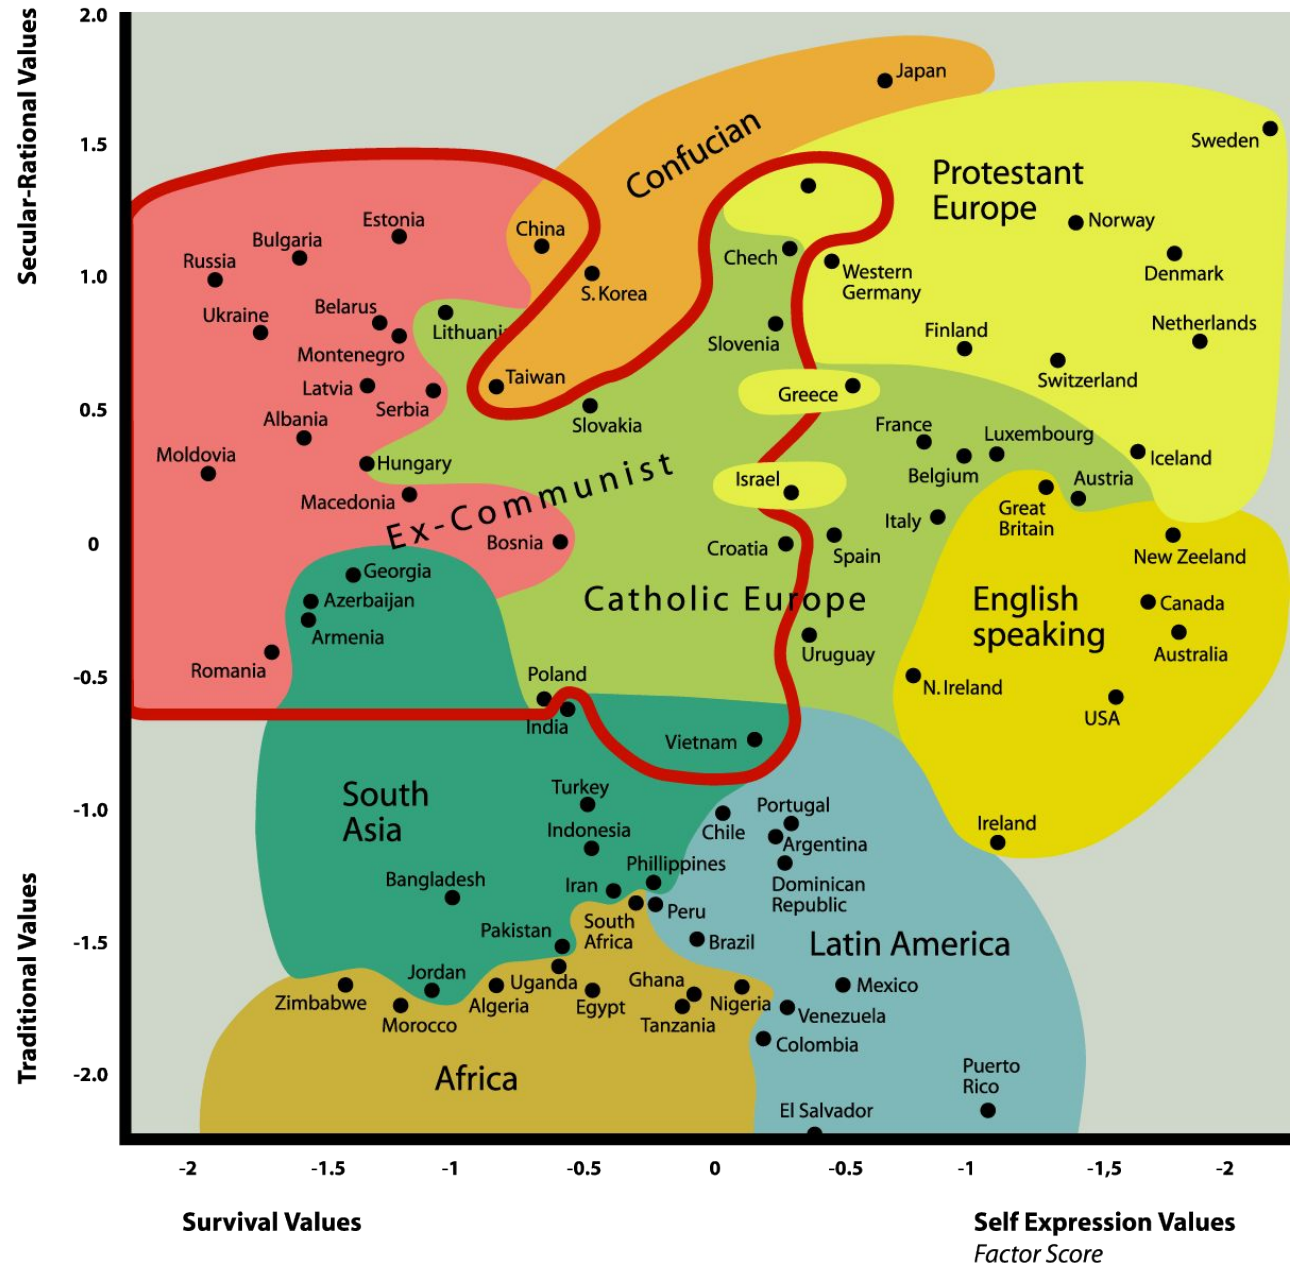 Secular-Rational Values
Traditional Values
2.0
1.5
1.0
0.5
0
-0.5
-1.0
-1.5
-2.0
Japan
Confucian
Sweden
Protestant
Europe
Norway
Denmark
Estonia
China
Bulgaria
Russia
Chech
Western
Germany
S. Korea
Ukraine
Belarus
Lithuani
Montenegro
Slovenia
Finland
Netherlands
Switzerland
Latvia
Serbia
Taiwan
Greece
Albania
Slovakia
France
Luxembourg
Moldovia
Hungary
Belgium
Iceland
Austria
Macedonia
Ex-Communist
Israel
Great
Britain
Italy
Bosnia
Croatia
Spain
New Zeeland
Georgia
Azerbaijan
Armenia
Catholic Europe
English
speaking
Canada
Australia
Romania
Uruguay
Poland
N. Ireland
India
USA
Vietnam
South
Asia
Turkey
Portugal
Chile
Indonesia
Argentina
Ireland
Phillippines
Bangladesh
Iran
Dominican
Republic
South
Africa
Peru
Pakistan
Brazil
Latin America
Jordan
Zimbabwe
Uganda
Ghana
Mexico
Algeria
Egypt
Nigeria
Morocco
Tanzania
Venezuela
Colombia
Africa
Puerto
Rico
El Salvador
-2
-1.5
-1
-0.5
0
-0.5
-1
-1,5
-2
Survival Values
Self Expression Values
Factor Score